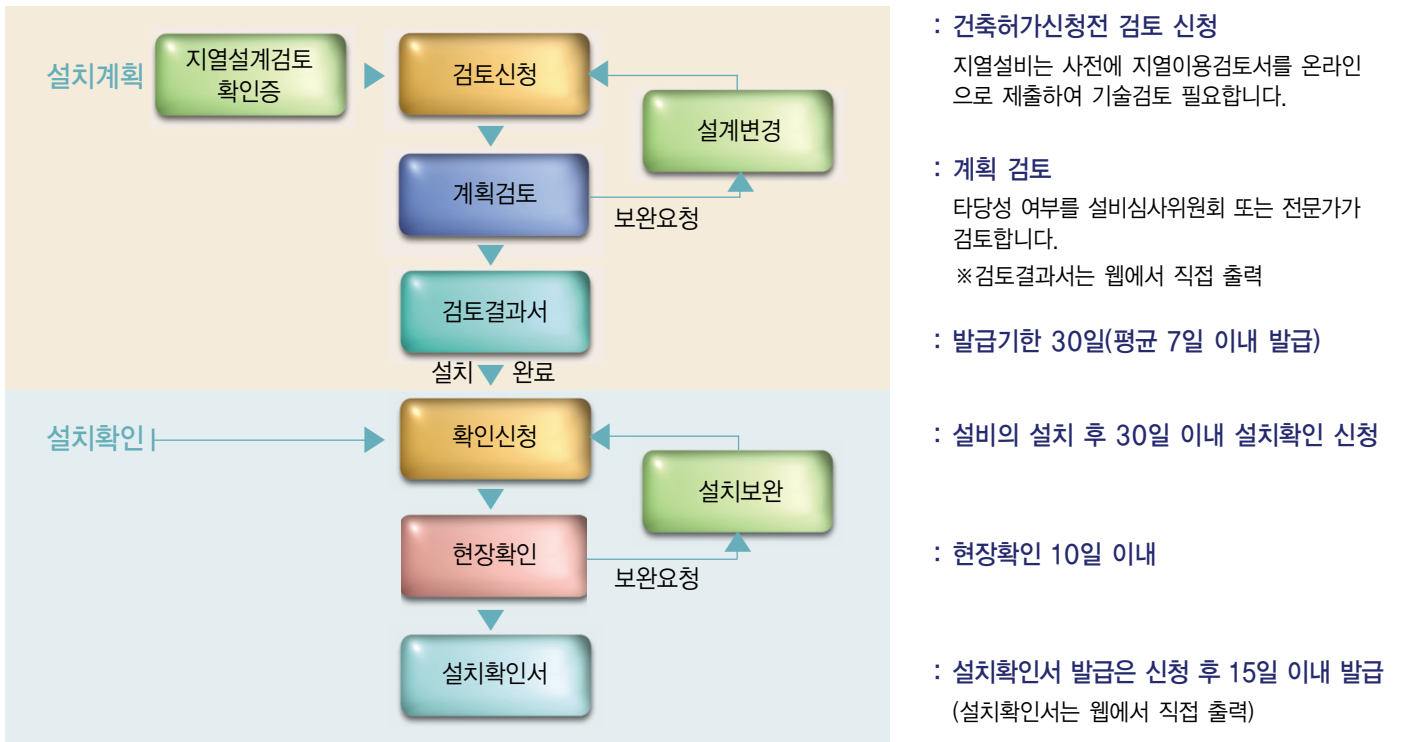 설치계획
지열설계검토
확인증
검토신청
설계변경
계획검토
보완요청
검토결과서
설치 완료
: 건축허가신청전 검토 신청
지열설비는 사전에 지열이용검토서를 온라인
으로 제출하여 기술검토 필요합니다.
: 계획 검토
타당성 여부를 설비심사위원회 또는 전문가가
검토합니다.
※검토결과서는 웹에서 직접 출력
: 발급기한 30일(평균 7일 이내 발급)
설치확인
확인신청
설치보완
현장확인
보완요청
설치확인서
: 설비의 설치 후 30일 이내 설치확인 신청
: 현장확인 10일 이내
: 설치확인서 발급은 신청 후 15일 이내 발급
(설치확인서는 웹에서 직접 출력)